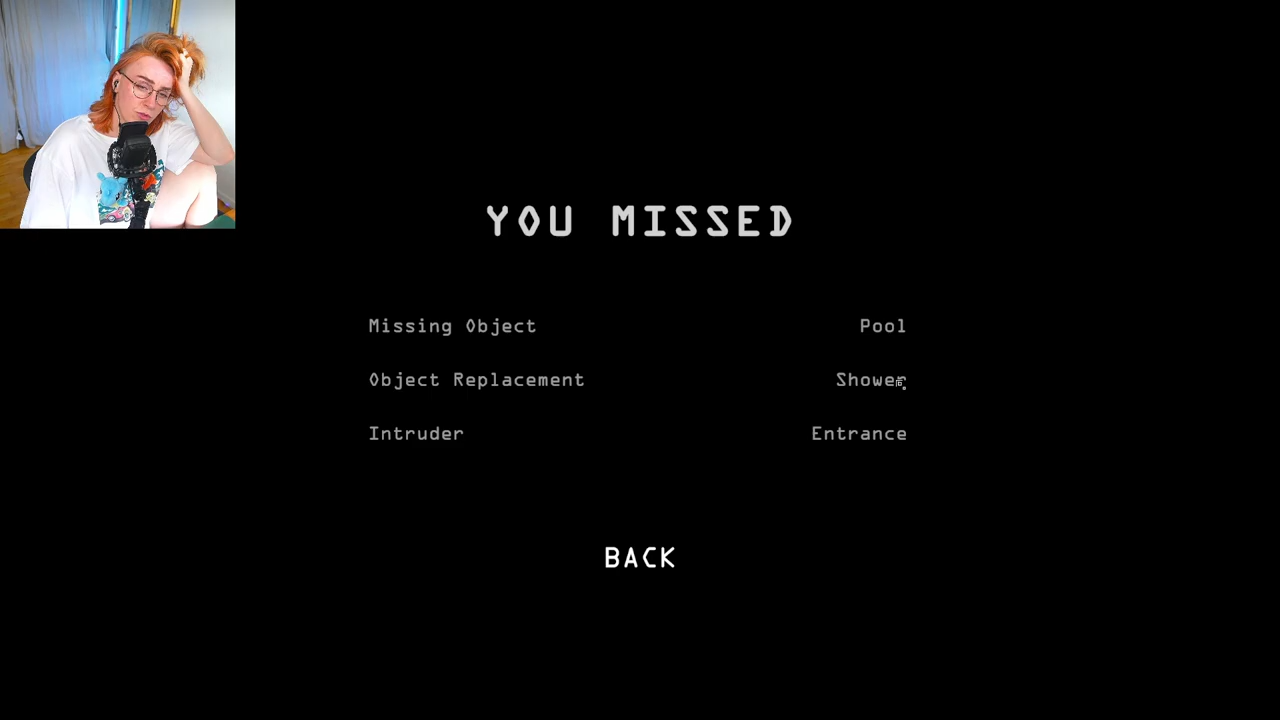 YOU MISSED
Missing Object Pool
Object Replacement Shower
Intruder Entrance
BACK